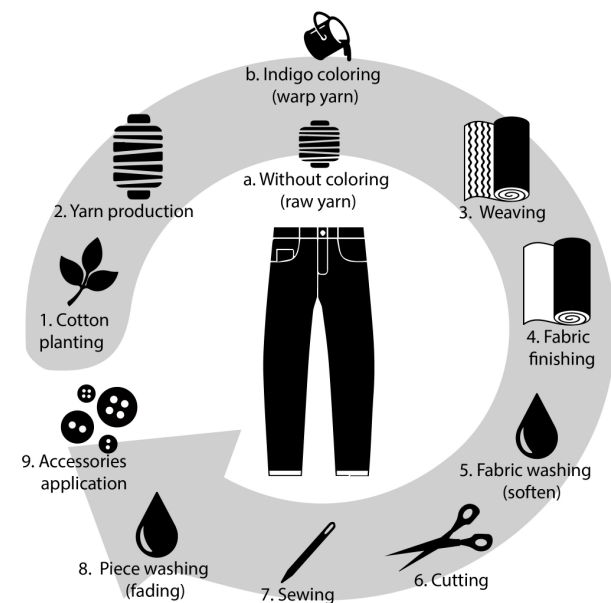 1. Cotton
planting
2. Yarn production
a. Without coloring
(raw yarn)
b. Indigo coloring
(warp yarn)
3. Weaving
4. Fabric
finishing
5. Fabric washing
(soften)
6. Cutting
7. Sewing
8. Piece washing
(fading)
9. Accessories
application